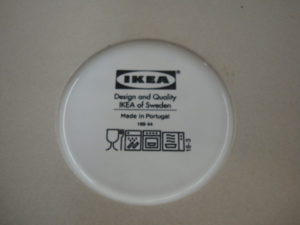 IKEA
Design and Quality
IKEA of Sweden
Made in Portugal